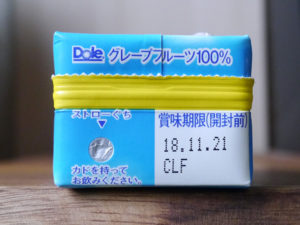 Dole グレープフルーツ100%
ストローぐち
賞味期限(開封前)
18.11.21
CLF
カドを持って
お飲みください。